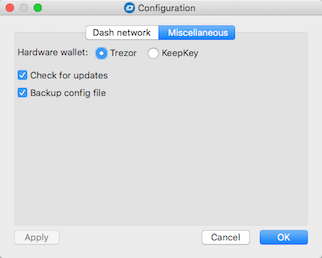 Configuration
Dash network Miscellaneous
Hardware wallet: Trezor KeepKey
Check for updates
Backup config file
Apply Cancel OK